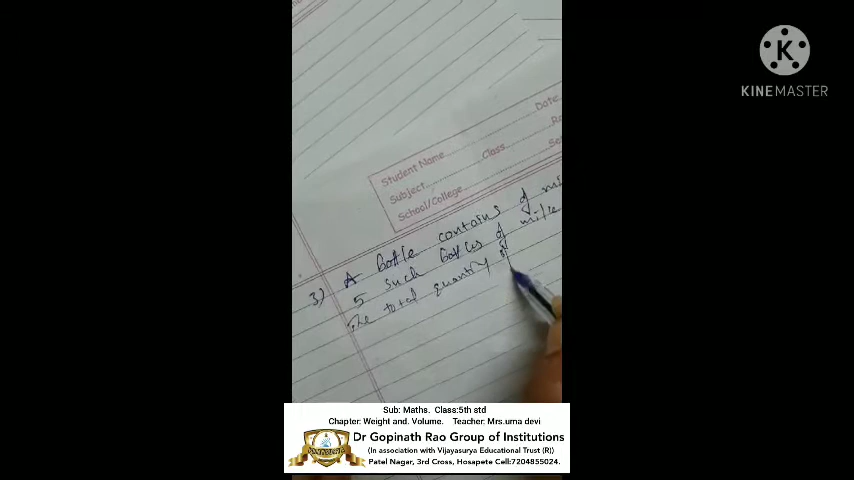 KINEMASTER
Date
Student Name
Class
Subject
School/College
3) A bottle contains of mi
5 such bottles of milk
The total quantity of
Sub: Maths. Class:5th std
Chapter: Weight and. Volume. Teacher: Mrs.uma devi
Dr Gopinath Rao Group of Institutions
(In association with Vijayasurya Educational Trust (R))
Patel Nagar, 3rd Cross, Hosapete Cell:7204855024.